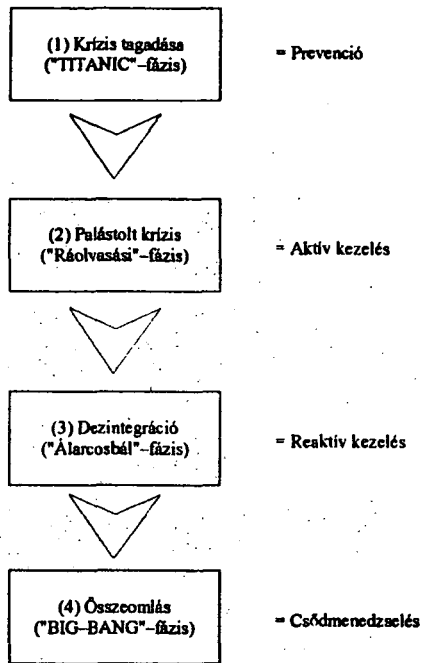 (1) Krízis tagadása
("TITANIC"–fázis)
= Prevenció
(2) Palástolt krízis
("Ráolvasási"–fázis)
= Aktív kezelés
(3) Dezintegráció
("Álarcosbál"–fázis)
= Reaktív kezelés
(4) Összeomlás
("BIG–BANG"–fázis)
= Csődmenedzselés